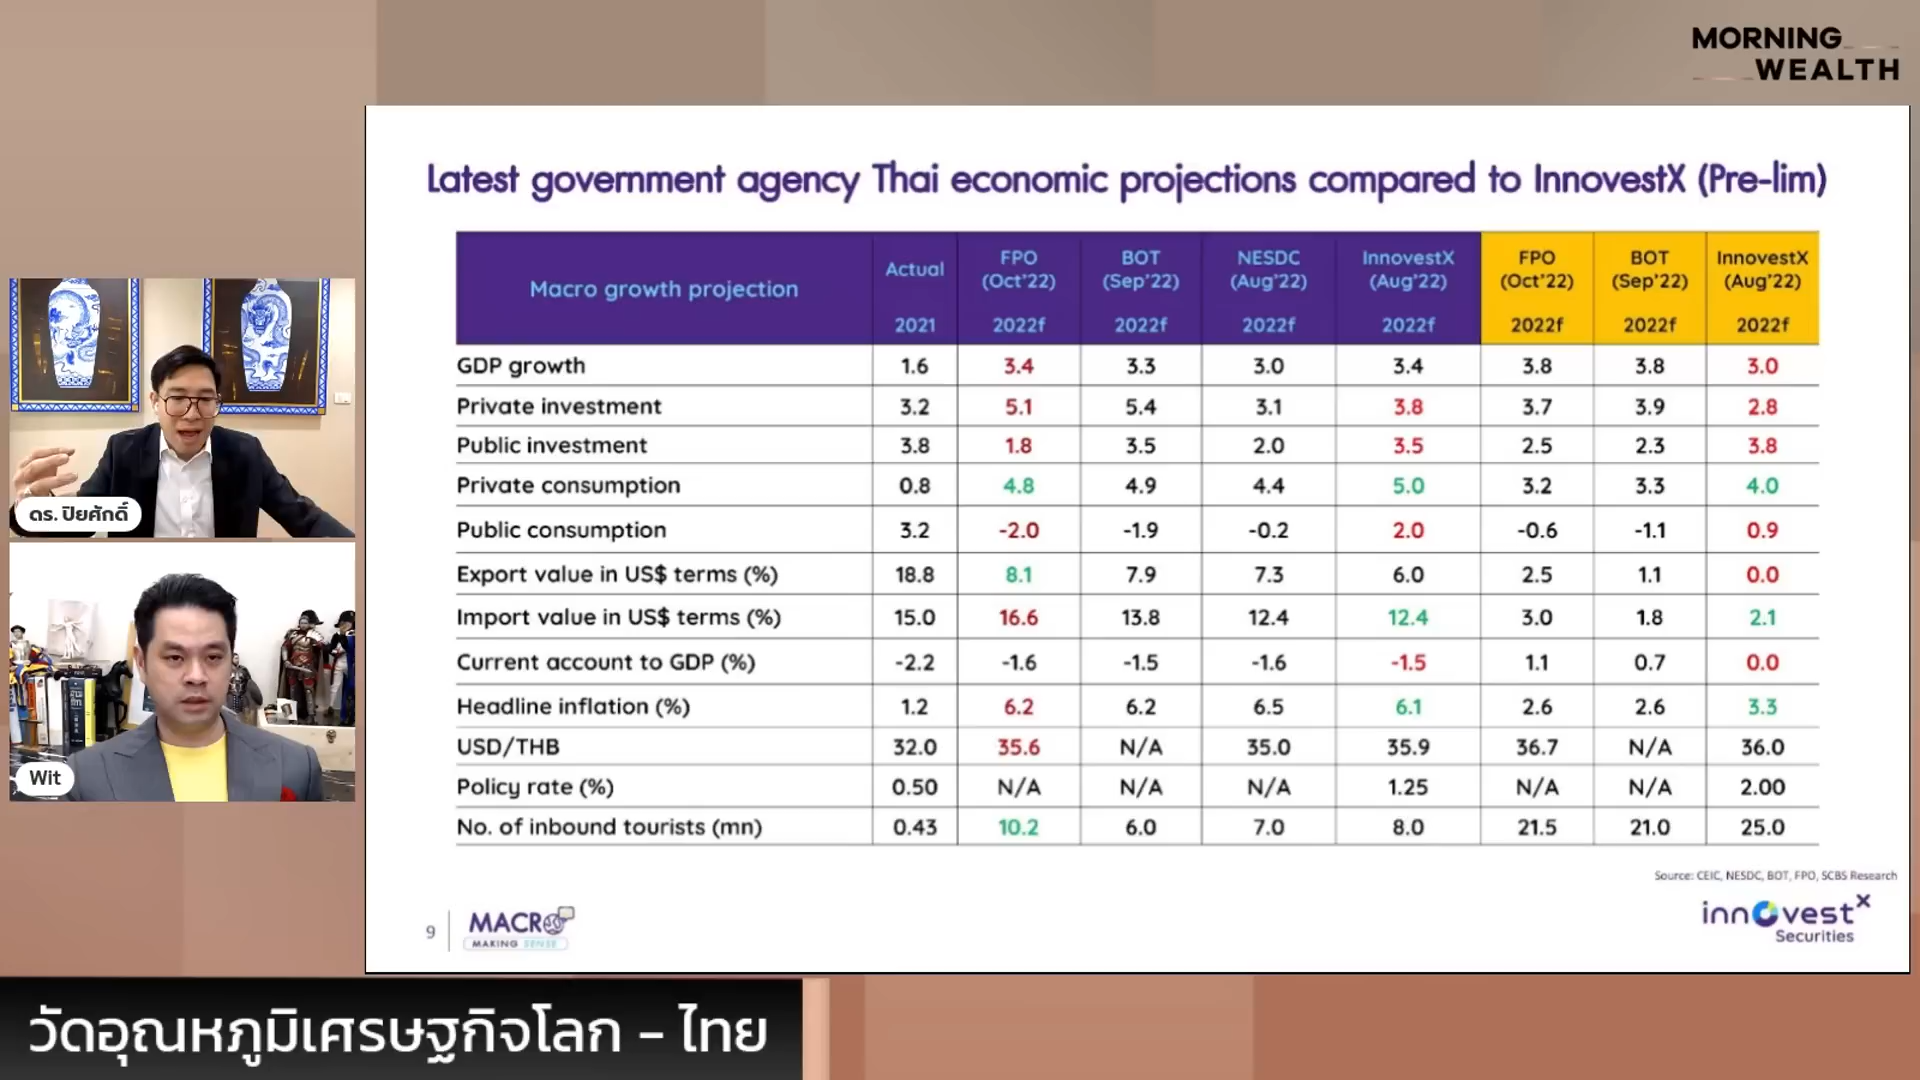 MORNING
WEALTH
Latest government agency Thai economic projections compared to InnovestX (Pre-lim)
Macro growth projection Actual 2021 FPO (Oct'22) 2022f BOT (Sep'22) 2022f NESDC (Aug'22) 2022f InnovestX (Aug'22) 2022f FPO (Oct'22) 2022f BOT (Sep'22) 2022f InnovestX (Aug'22) 2022f
GDP growth 1.6 3.4 3.3 3.0 3.4 3.8 3.8 3.0
Private investment 3.2 5.1 5.4 3.1 3.8 3.7 3.9 2.8
Public investment 3.8 1.8 3.5 2.0 3.5 2.5 2.3 3.8
Private consumption 0.8 4.8 4.9 4.4 5.0 3.2 3.3 4.0
Public consumption 3.2 -2.0 -1.9 -0.2 2.0 -0.6 -1.1 0.9
Export value in US$ terms (%) 18.8 8.1 7.9 7.3 6.0 2.5 1.1 0.0
Import value in US$ terms (%) 15.0 16.6 13.8 12.4 12.4 3.0 1.8 2.1
Current account to GDP (%) -2.2 -1.6 -1.5 -1.6 -1.5 1.1 0.7 0.0
Headline inflation (%) 1.2 6.2 6.2 6.5 6.1 2.6 2.6 3.3
USD/THB 32.0 35.6 N/A 35.0 35.9 36.7 N/A 36.0
Policy rate (%) 0.50 N/A N/A N/A 1.25 N/A N/A 2.00
No. of inbound tourists (mn) 0.43 10.2 6.0 7.0 8.0 21.5 21.0 25.0
Source: CEIC, NESDC, BOT, FPO, SCBS Research
9
MACRO
MAKING SENSE
innovestx
Securities
ดร. ปิยศักดิ์
Wit
วัดอุณหภูมิเศรษฐกิจโลก - ไทย